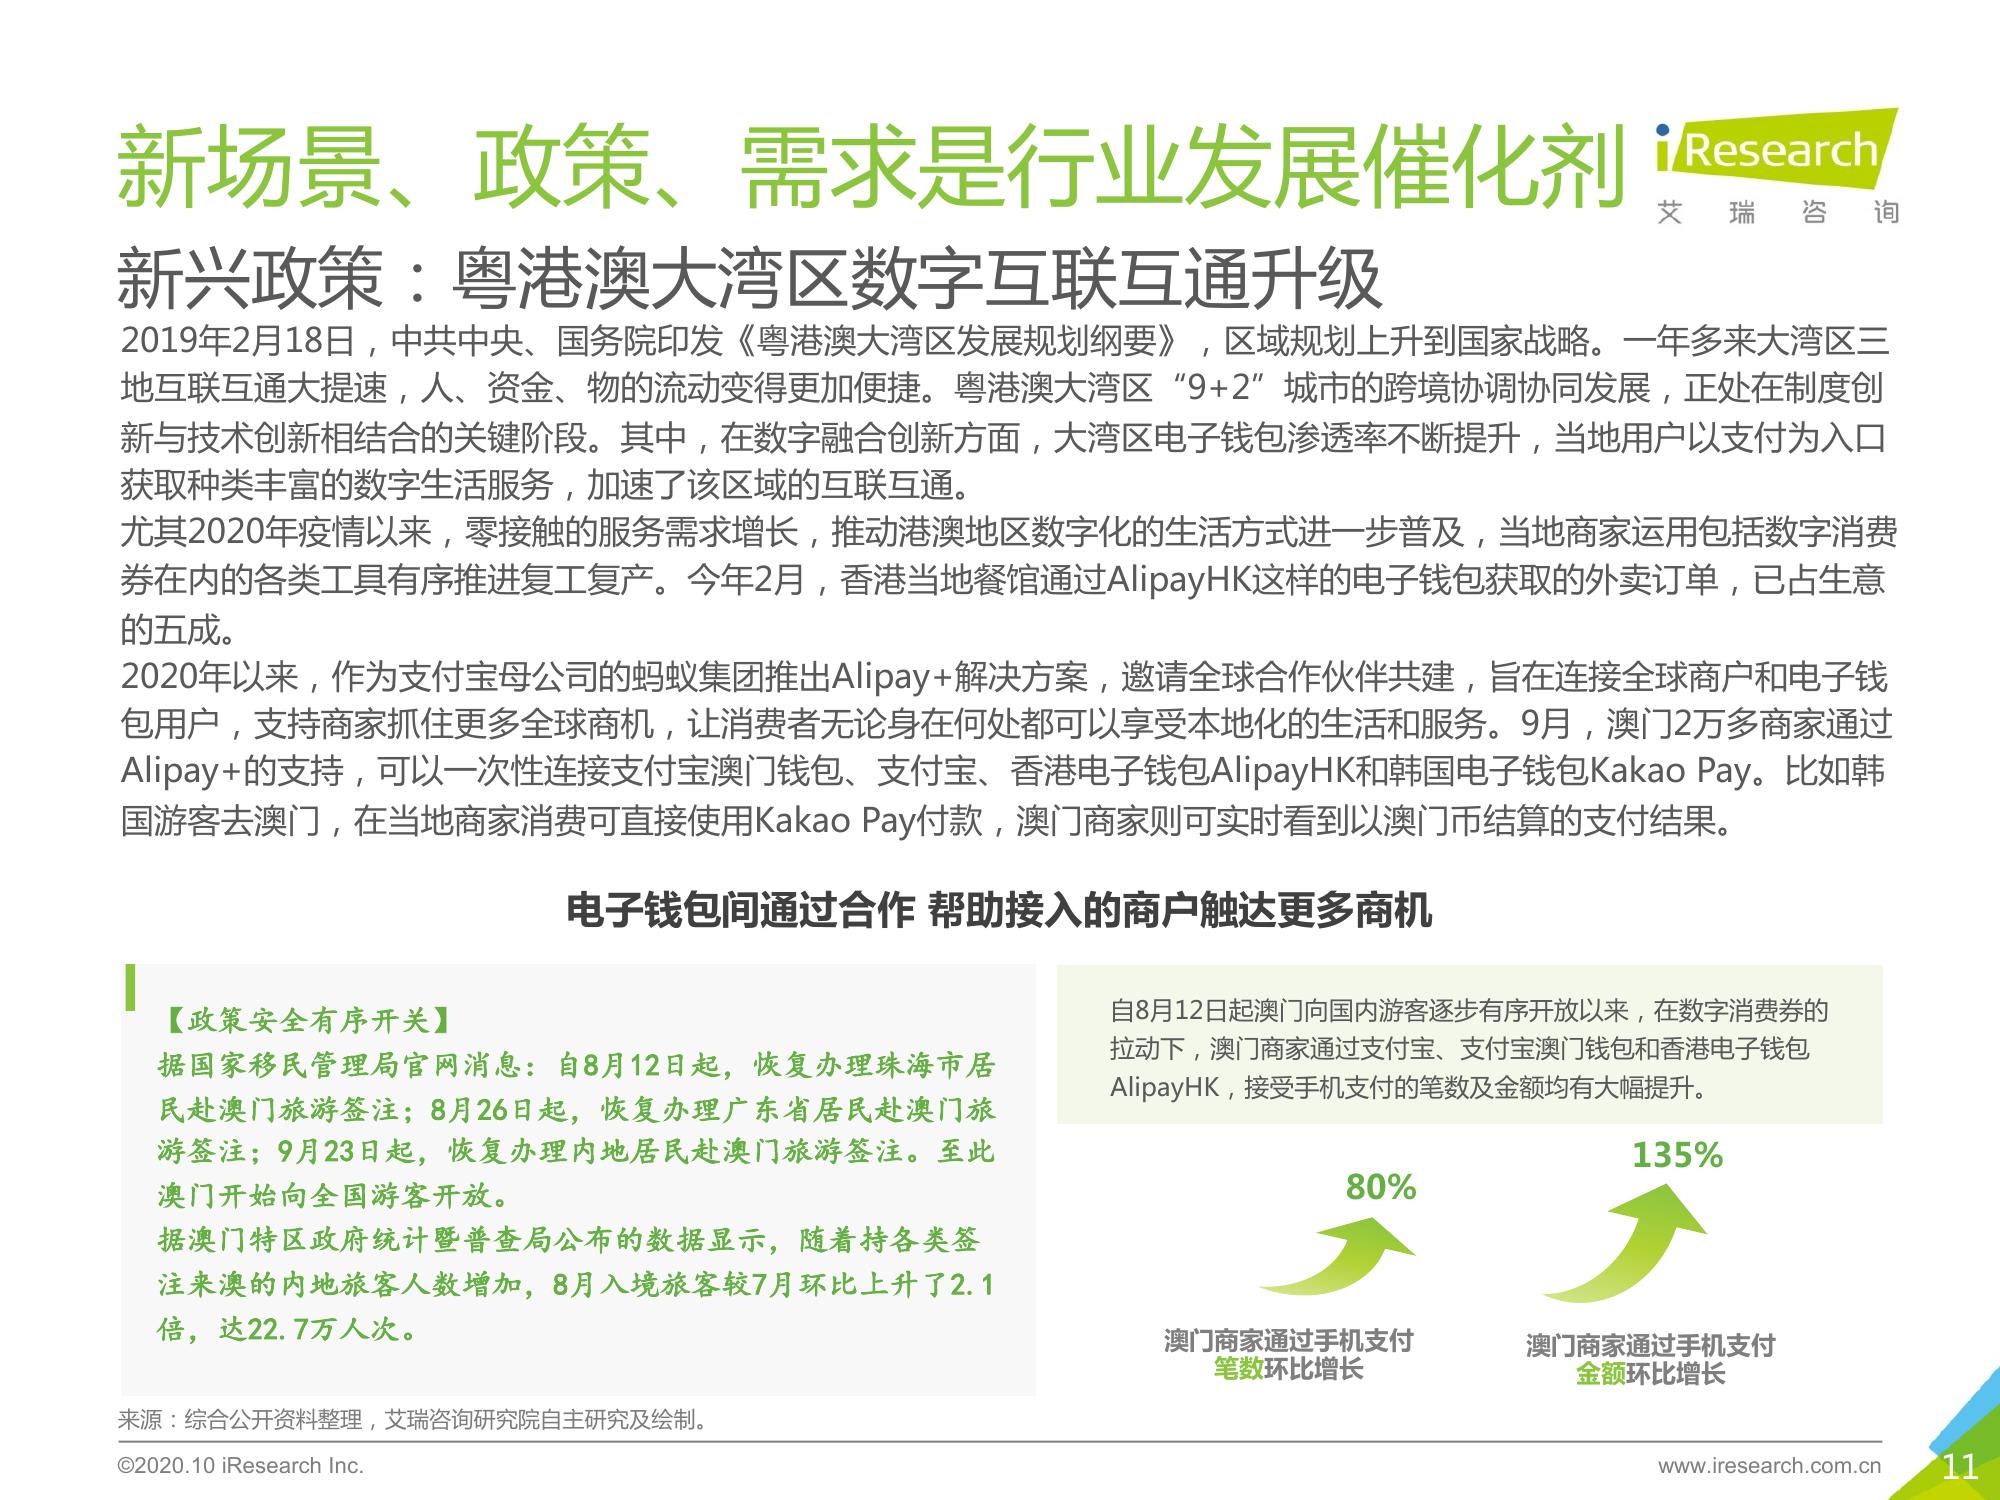 新场景、政策、需求是行业发展催化剂
iResearch
艾瑞咨询
新兴政策：粤港澳大湾区数字互联互通升级
2019年2月18日，中共中央、国务院印发《粤港澳大湾区发展规划纲要》，区域规划上升到国家战略。一年多来大湾区三
地互联互通大提速，人、资金、物的流动变得更加便捷。粤港澳大湾区“9+2”城市的跨境协调协同发展，正处在制度创
新与技术创新相结合的关键阶段。其中，在数字融合创新方面，大湾区电子钱包渗透率不断提升，当地用户以支付为入口
获取种类丰富的数字生活服务，加速了该区域的互联互通。
尤其2020年疫情以来，零接触的服务需求增长，推动港澳地区数字化的生活方式进一步普及，当地商家运用包括数字消费
券在内的各类工具有序推进复工复产。今年2月，香港当地餐馆通过AlipayHK这样的电子钱包获取的外卖订单，已占生意
的五成。
2020年以来，作为支付宝母公司的蚂蚁集团推出Alipay+解决方案，邀请全球合作伙伴共建，旨在连接全球商户和电子钱
包用户，支持商家抓住更多全球商机，让消费者无论身在何处都可以享受本地化的生活和服务。9月，澳门2万多商家通过
Alipay+的支持，可以一次性连接支付宝澳门钱包、支付宝、香港电子钱包AlipayHK和韩国电子钱包Kakao Pay。比如韩
国游客去澳门，在当地商家消费可直接使用Kakao Pay付款，澳门商家则可实时看到以澳门币结算的支付结果。
电子钱包间通过合作 帮助接入的商户触达更多商机
【政策安全有序开关】
据国家移民管理局官网消息：自8月12日起，恢复办理珠海市居
民赴澳门旅游签注；8月26日起，恢复办理广东省居民赴澳门旅
游签注；9月23日起，恢复办理内地居民赴澳门旅游签注。至此
澳门开始向全国游客开放。
据澳门特区政府统计暨普查局公布的数据显示，随着持各类签
注来澳的内地旅客人数增加，8月入境旅客较7月环比上升了2.1
倍，达22.7万人次。
自8月12日起澳门向国内游客逐步有序开放以来，在数字消费券的
拉动下，澳门商家通过支付宝、支付宝澳门钱包和香港电子钱包
AlipayHK，接受手机支付的笔数及金额均有大幅提升。
80%
135%
澳门商家通过手机支付
笔数环比增长
澳门商家通过手机支付
金额环比增长
来源：综合公开资料整理，艾瑞咨询研究院自主研究及绘制。
©2020.10 iResearch Inc.
www.iresearch.com.cn
11